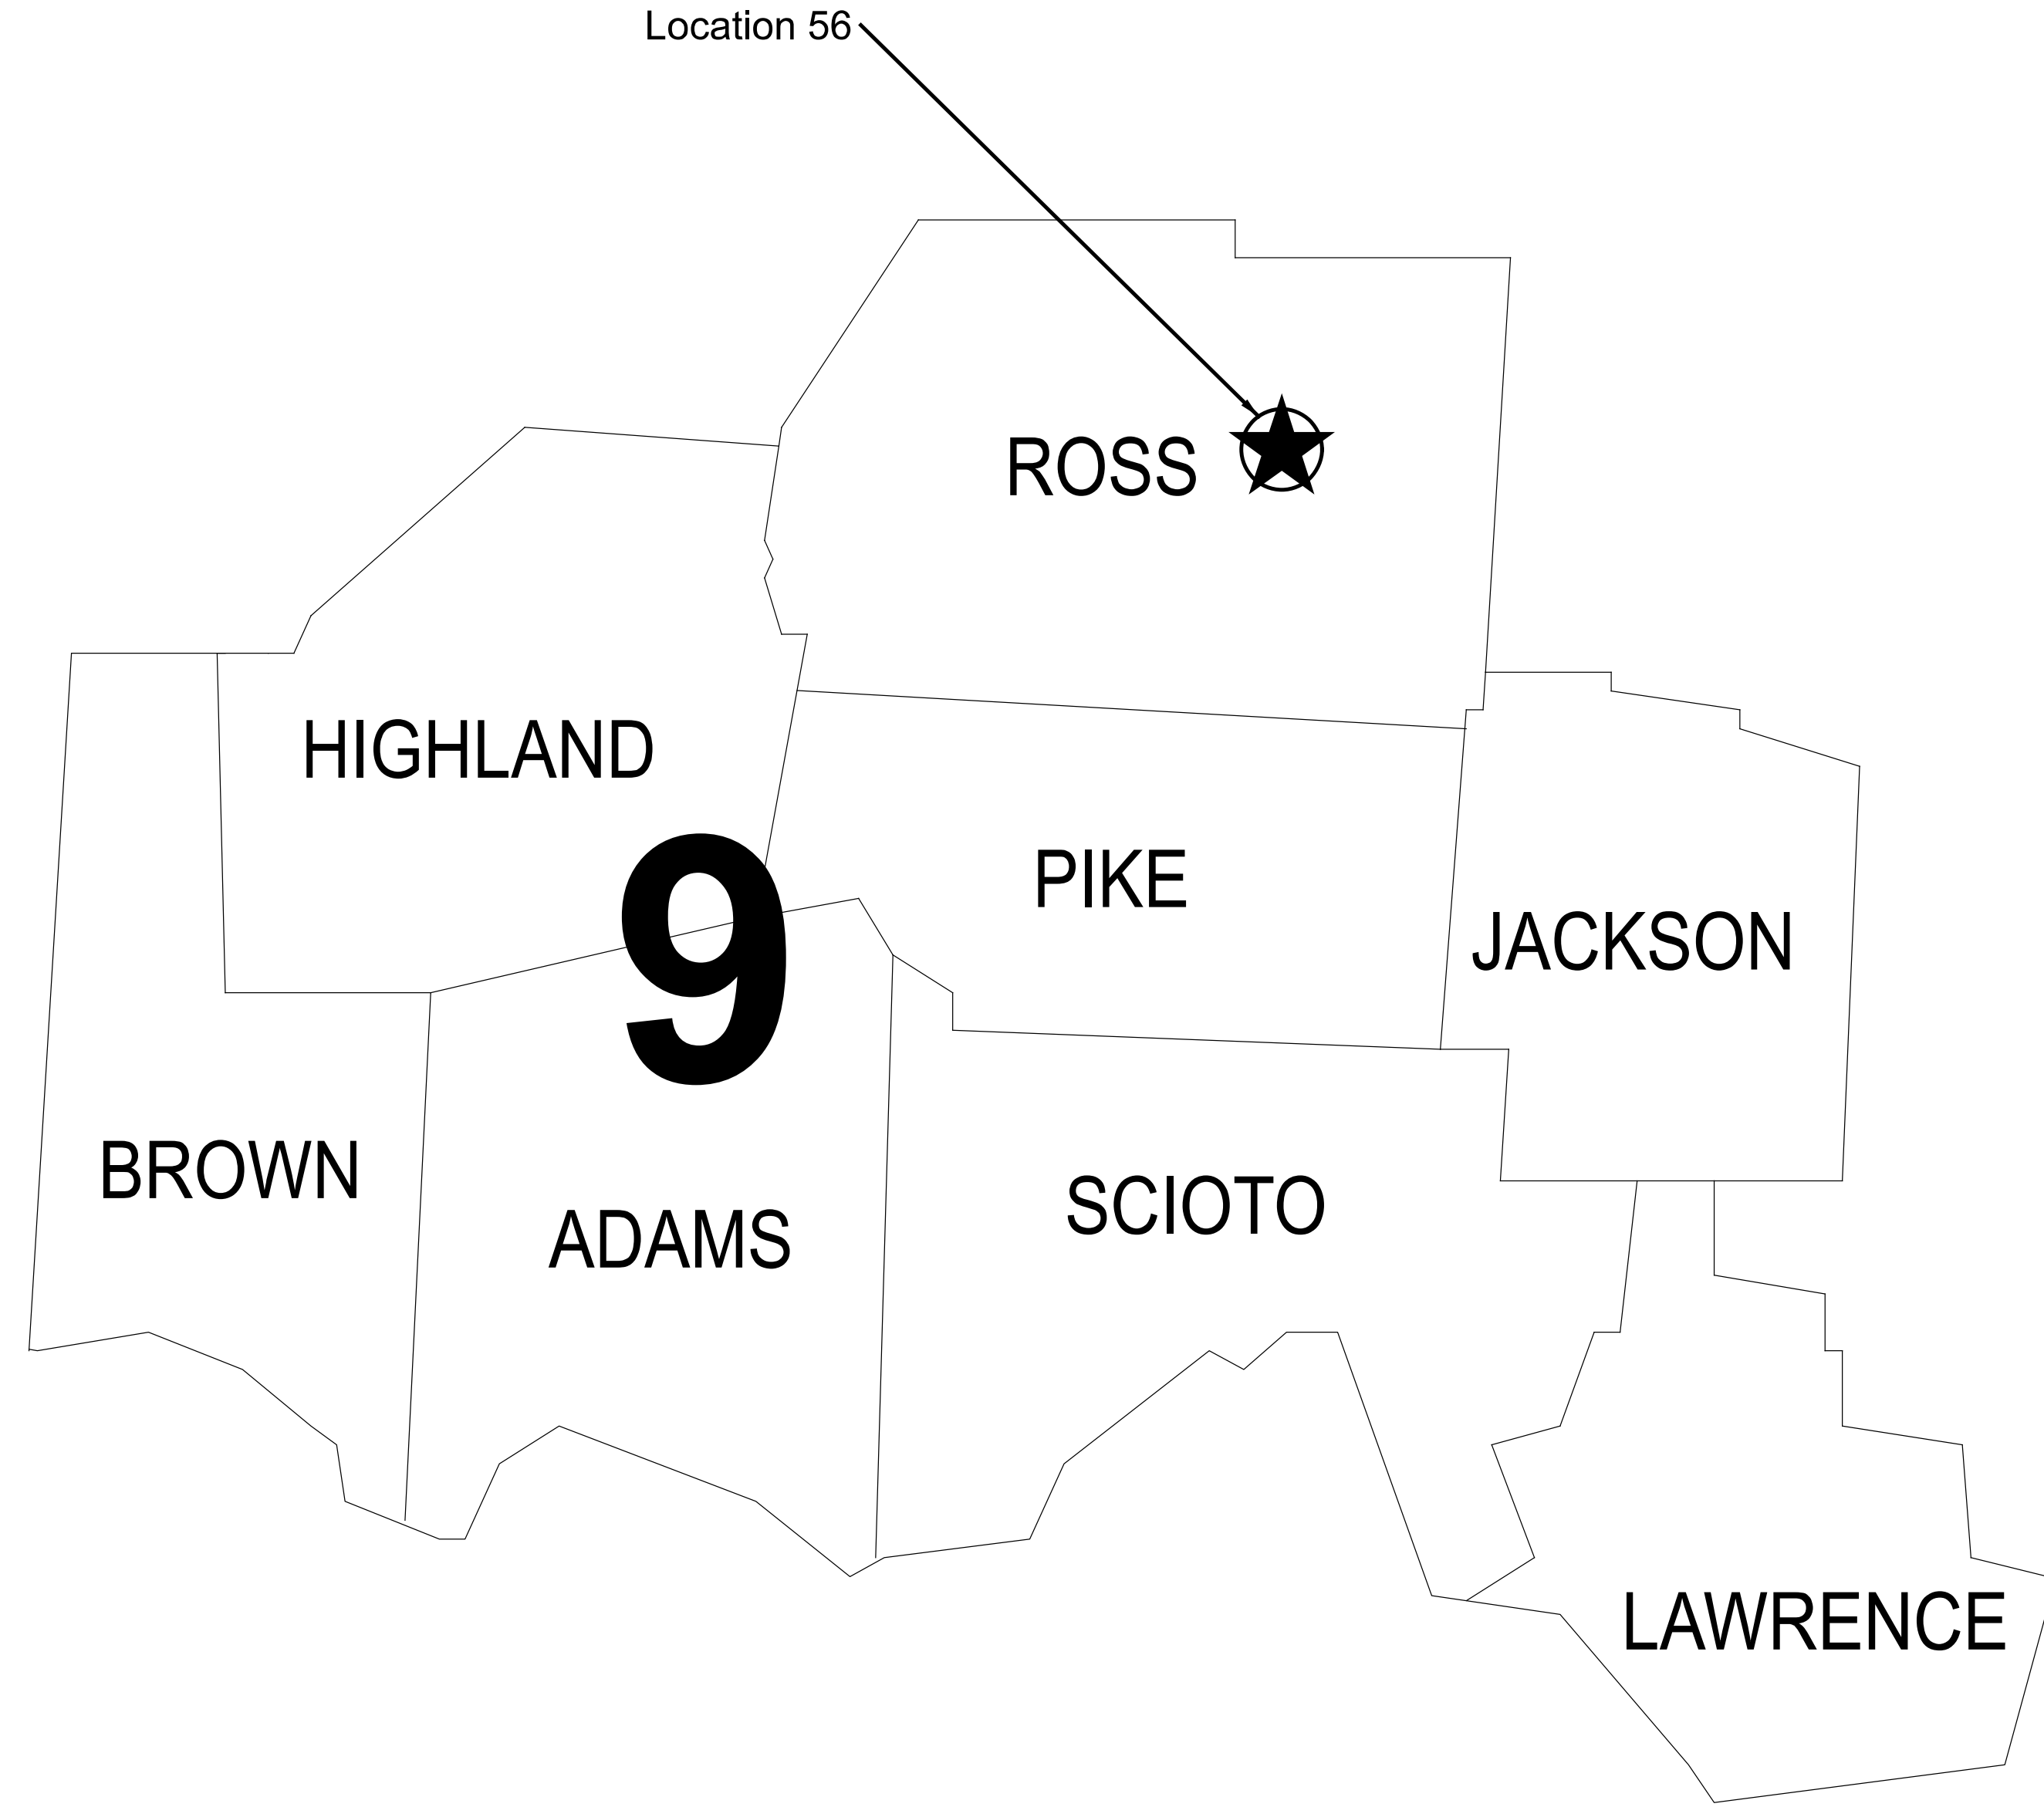 Location 56
ROSS
HIGHLAND
PIKE
9
JACKSON
BROWN
ADAMS
SCIOTO
LAWRENCE